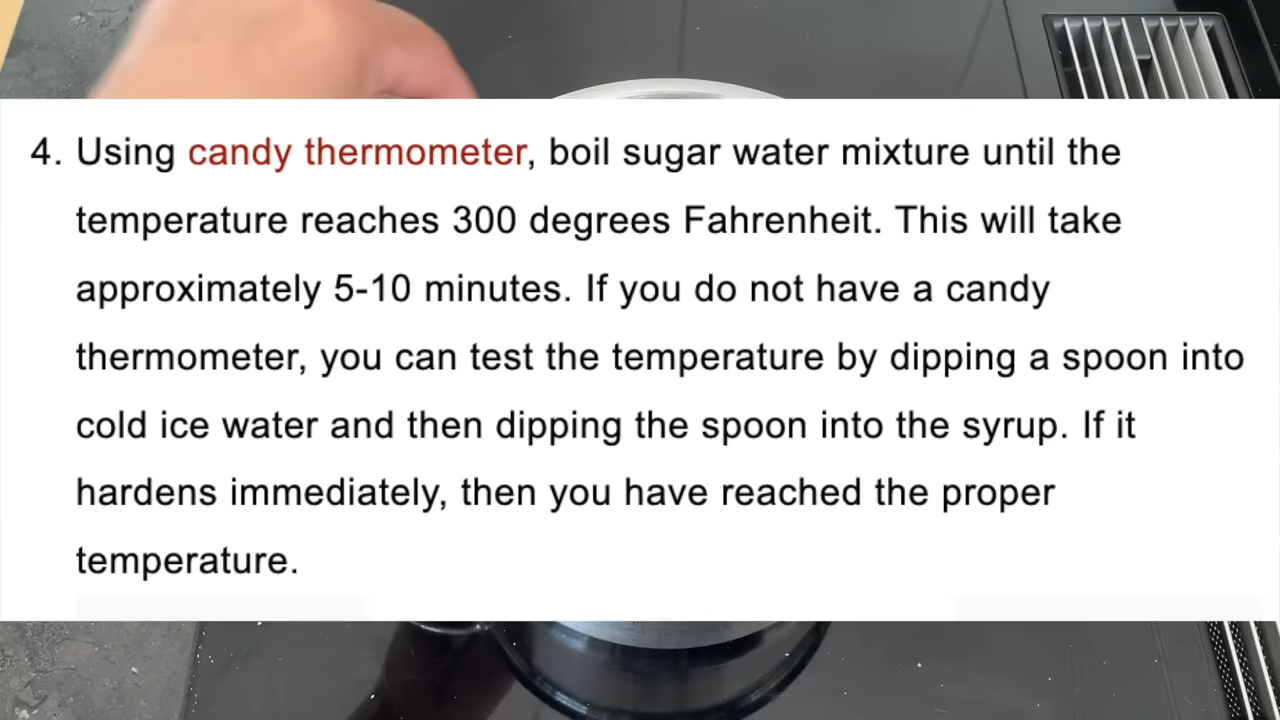 4. Using candy thermometer, boil sugar water mixture until the
temperature reaches 300 degrees Fahrenheit. This will take
approximately 5-10 minutes. If you do not have a candy
thermometer, you can test the temperature by dipping a spoon into
cold ice water and then dipping the spoon into the syrup. If it
hardens immediately, then you have reached the proper
temperature.